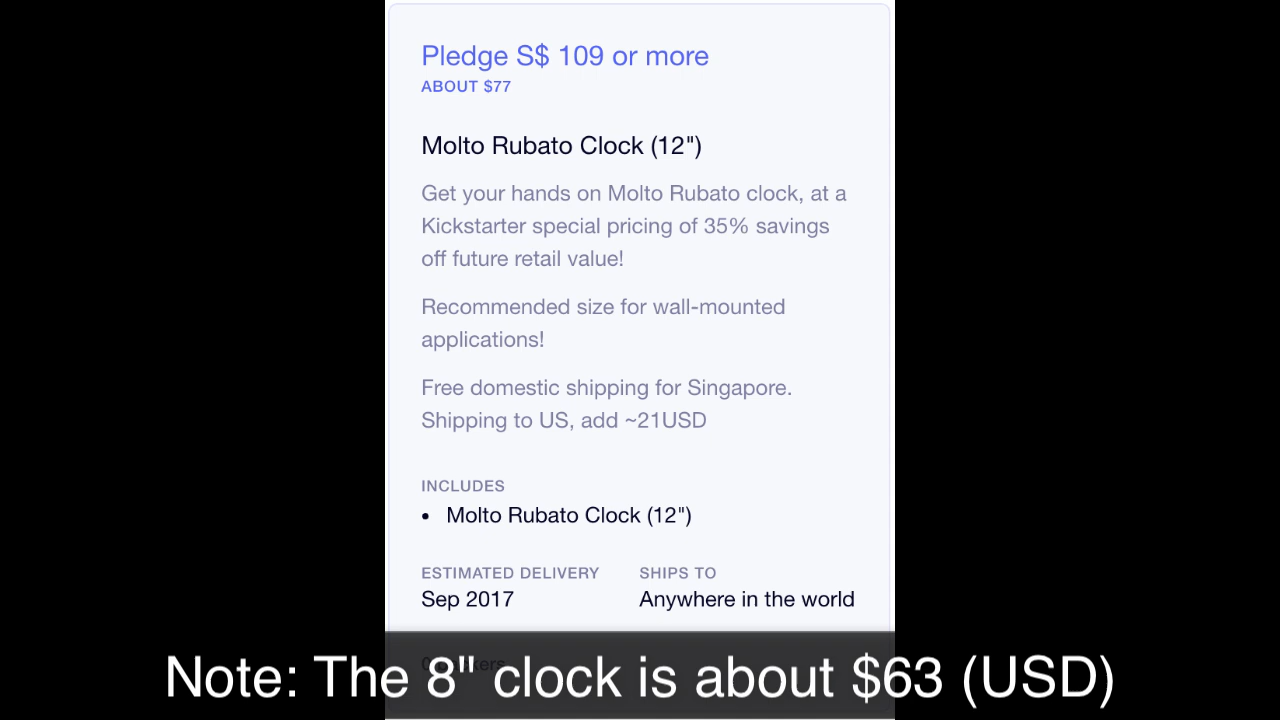 Pledge S$ 109 or more
ABOUT $77
Molto Rubato Clock (12")
Get your hands on Molto Rubato clock, at a
Kickstarter special pricing of 35% savings
off future retail value!
Recommended size for wall-mounted
applications!
Free domestic shipping for Singapore.
Shipping to US, add ~21USD
INCLUDES
• Molto Rubato Clock (12")
ESTIMATED DELIVERY
Sep 2017
SHIPS TO
Anywhere in the world
Note: The 8" clock is about $63 (USD)